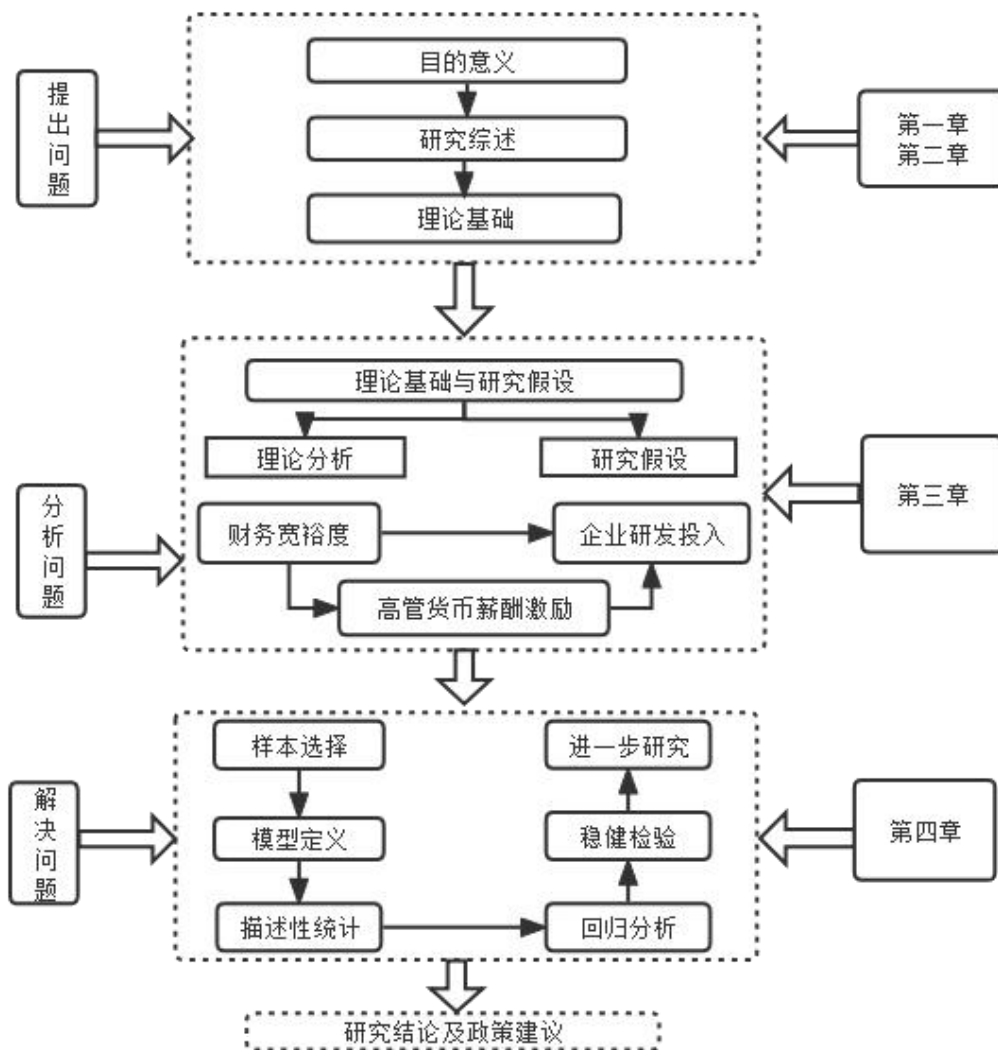 提出问题
目的意义
研究综述
理论基础
第一章
第二章
理论基础与研究假设
理论分析
研究假设
分析问题
财务宽裕度
企业研发投入
高管货币薪酬激励
第三章
解决问题
样本选择
进一步研究
模型定义
稳健检验
描述性统计
回归分析
第四章
研究结论及政策建议